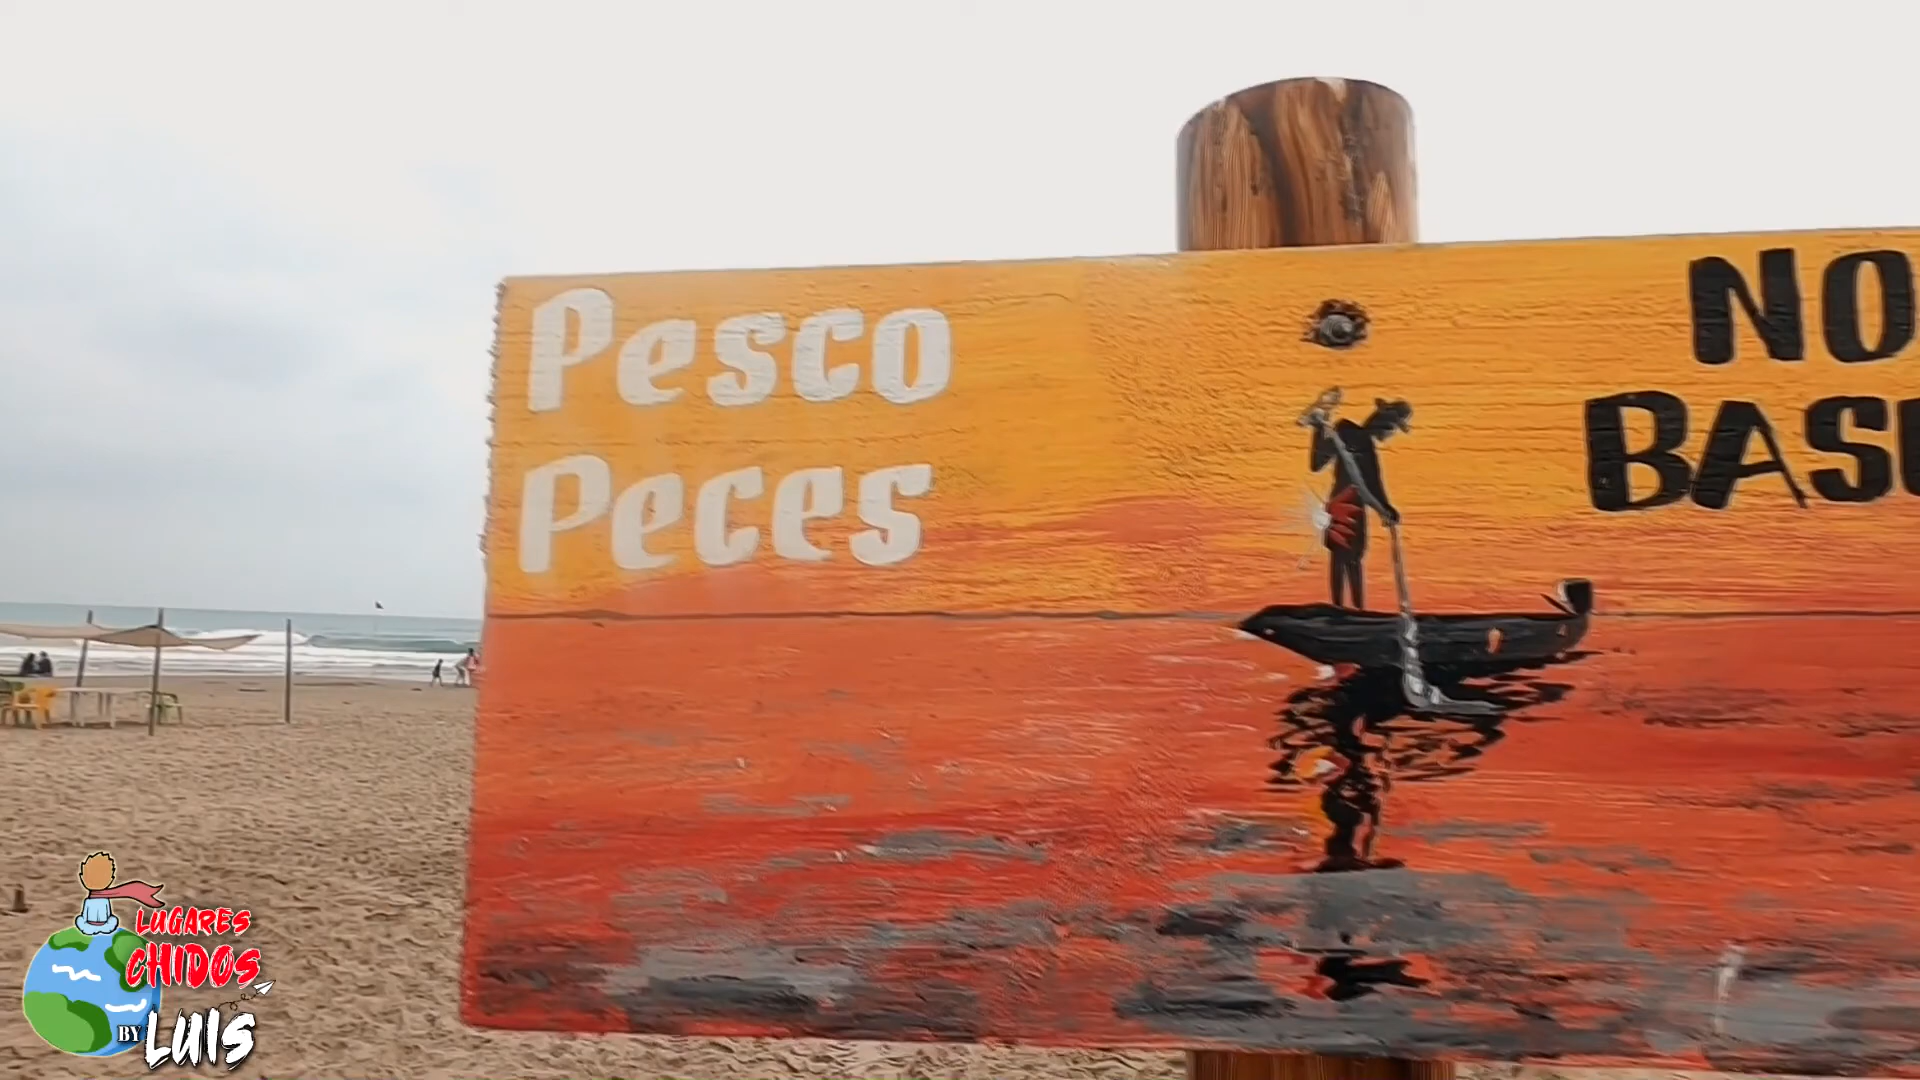 Pesco
Peces
NO
LUGARES
CHIDOS
BY LUIS